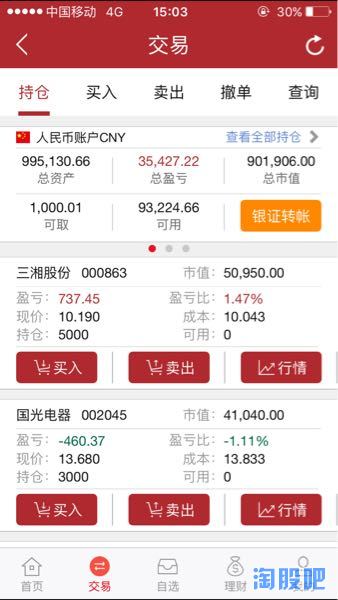 中国移动 4G 15:03 30%
交易
持仓 买入 卖出 撤单 查询
人民币账户CNY 查看全部持仓
995,130.66 35,427.22 901,906.00
总资产 总盈亏 总市值
1,000.01 93,224.66 银证转帐
可取 可用
三湘股份 000863 市值: 50,950.00
盈亏: 737.45 盈亏比: 1.47%
现价: 10.190 成本: 10.043
持仓: 5000 可用: 0
买入 卖出 行情
国光电器 002045 市值: 41,040.00
盈亏: -460.37 盈亏比: -1.11%
现价: 13.680 成本: 13.833
持仓: 3000 可用: 0
买入 卖出 行情
首页 交易 自选 理财
淘股吧